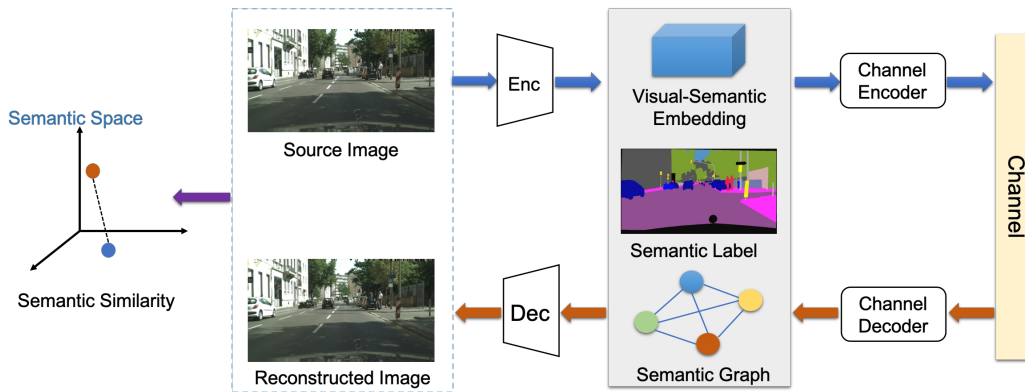 Semantic Space
Semantic Similarity
Source Image
Reconstructed Image
Enc
Dec
Visual-Semantic
Embedding
Semantic Label
Semantic Graph
Channel
Encoder
Channel
Decoder
Channel